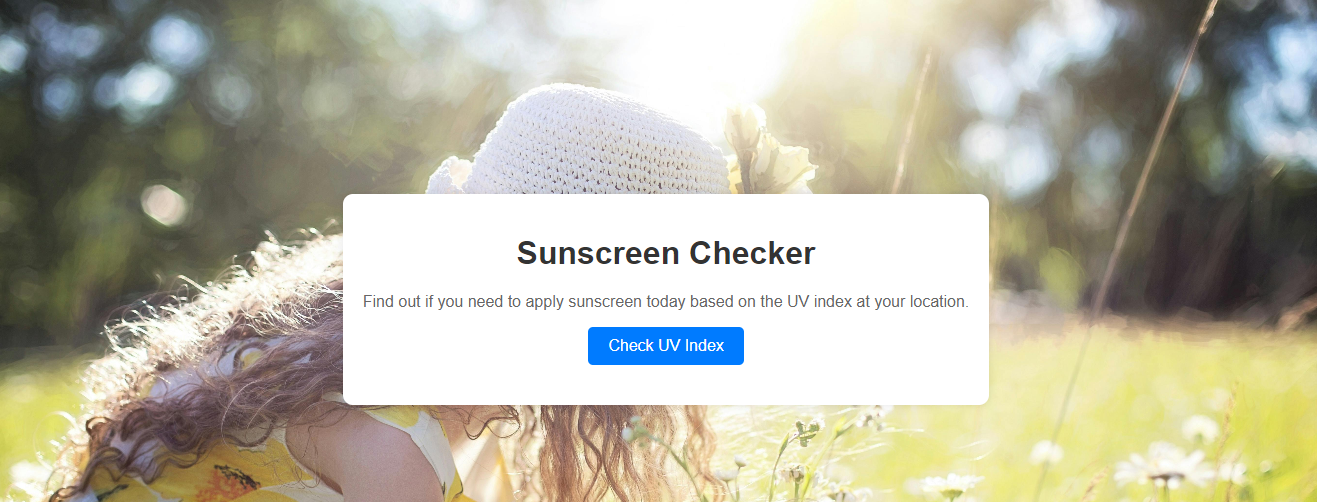 Sunscreen Checker
Find out if you need to apply sunscreen today based on the UV index at your location.
Check UV Index